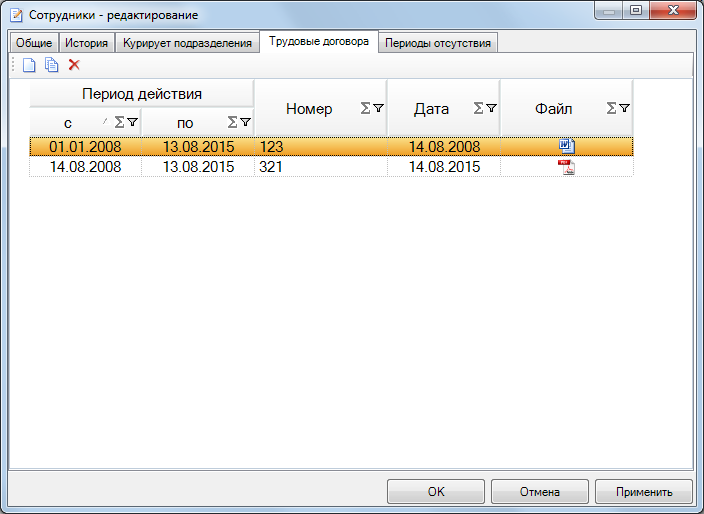 Сотрудники - редактирование
Общие История Курирует подразделения Трудовые договора Периоды отсутствия
Период действия Номер Дата Файл
с по
01.01.2008 13.08.2015 123 14.08.2008
14.08.2008 13.08.2015 321 14.08.2015
OK Отмена Применить